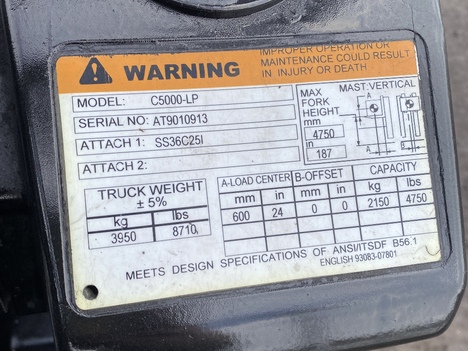 WARNING
IMPROPER OPERATION OR
MAINTENANCE COULD RESULT
IN INJURY OR DEATH
MODEL: C5000-LP
SERIAL NO: AT9010913
ATTACH 1: SS36C25I
ATTACH 2:
MAX FORK HEIGHT
mm
4750
in
187
MAST:VERTICAL
TRUCK WEIGHT
± 5%
kg lbs
3950 8710
A-LOAD CENTER B-OFFSET CAPACITY
mm in mm in kg lbs
600 24 0 0 2150 4750
MEETS DESIGN SPECIFICATIONS OF ANSI/ITSDF B56.1
ENGLISH 93083-07801